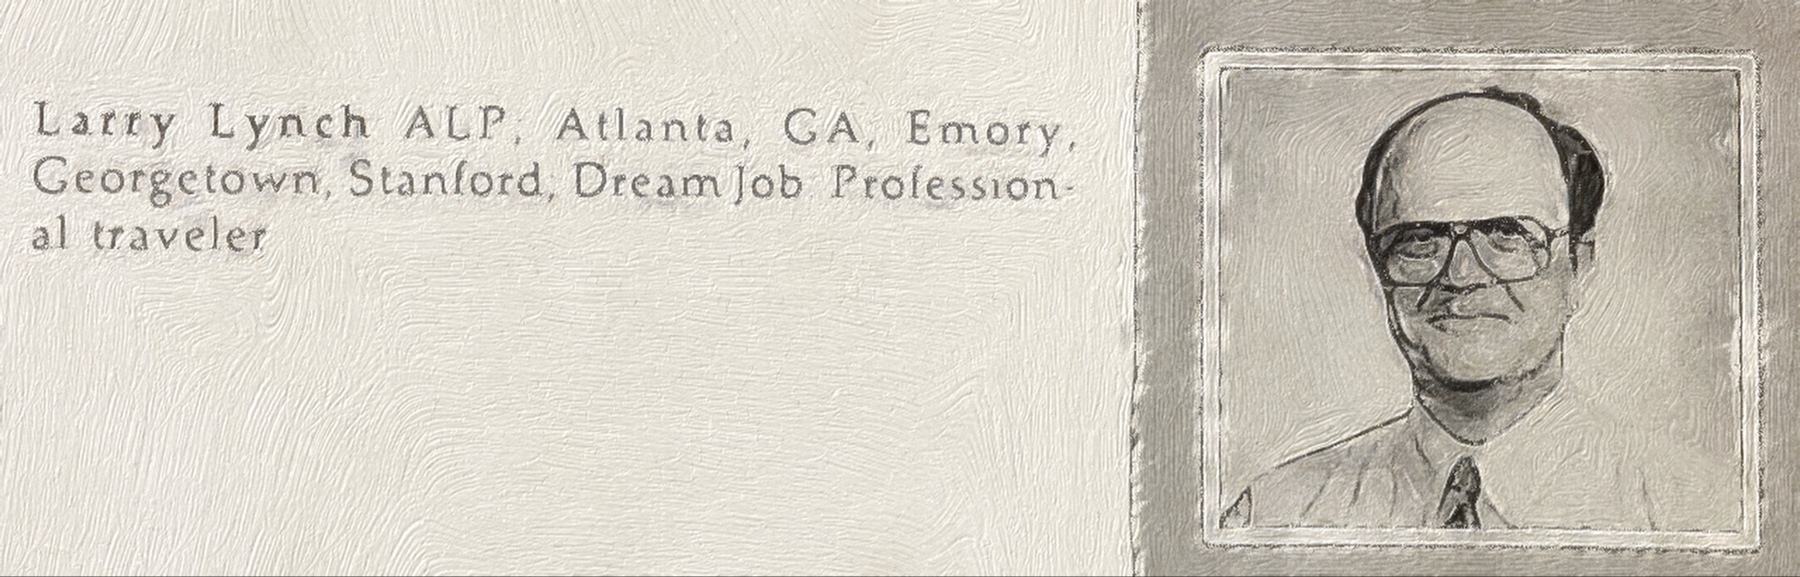 Larry Lynch ALP, Atlanta, GA, Emory,
Georgetown, Stanford, Dream Job Profession-
al traveler